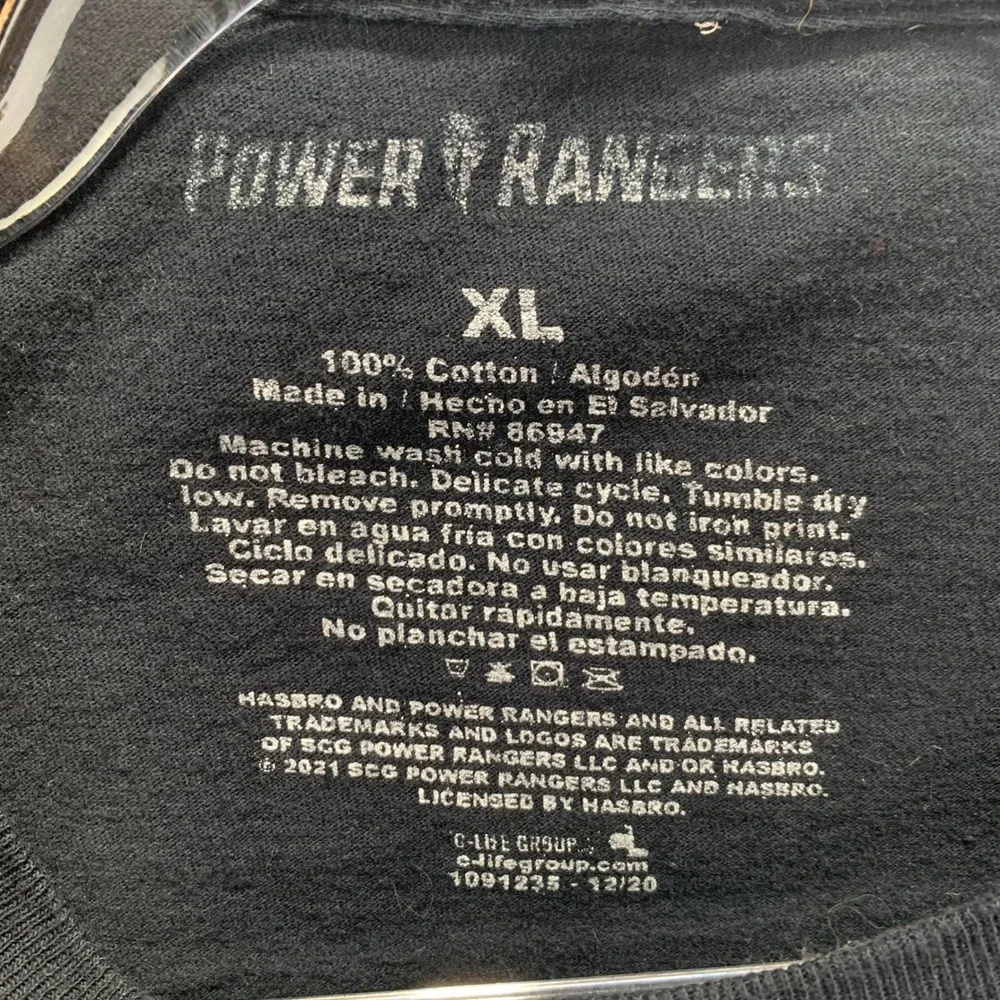 POWER RANGERS
XL
100% Cotton / Algodón
Made in / Hecho en El Salvador
RN# 86947
Machine wash cold with like colors.
Do not bleach. Delicate cycle. Tumble dry
low. Remove promptly. Do not iron print.
Lavar en agua fría con colores similares.
Ciclo delicado. No usar blanqueador.
Secar en secadora a baja temperatura.
Quitar rápidamente.
No planchar el estampado.
HASBRO AND POWER RANGERS AND ALL RELATED
TRADEMARKS AND LOGOS ARE TRADEMARKS
OF SCG POWER RANGERS LLC AND/OR HASBRO.
© 2021 SCG POWER RANGERS LLC AND HASBRO.
LICENSED BY HASBRO.
C-LIFE GROUP
c-lifegroup.com
1091235 - 12/20